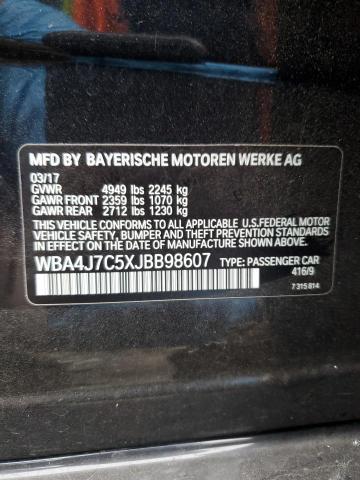 MFD BY BAYERISCHE MOTOREN WERKE AG
03/17
GVWR 4949 lbs 2245 kg
GAWR FRONT 2359 lbs 1070 kg
GAWR REAR 2712 lbs 1230 kg
THIS VEHICLE CONFORMS TO ALL APPLICABLE U.S.FEDERAL MOTOR
VEHICLE SAFETY, BUMPER, AND THEFT PREVENTION STANDARDS
IN EFFECT ON THE DATE OF MANUFACTURE SHOWN ABOVE.
WBA4J7C5XJBB98607 TYPE: PASSENGER CAR
416/9
7 315 814